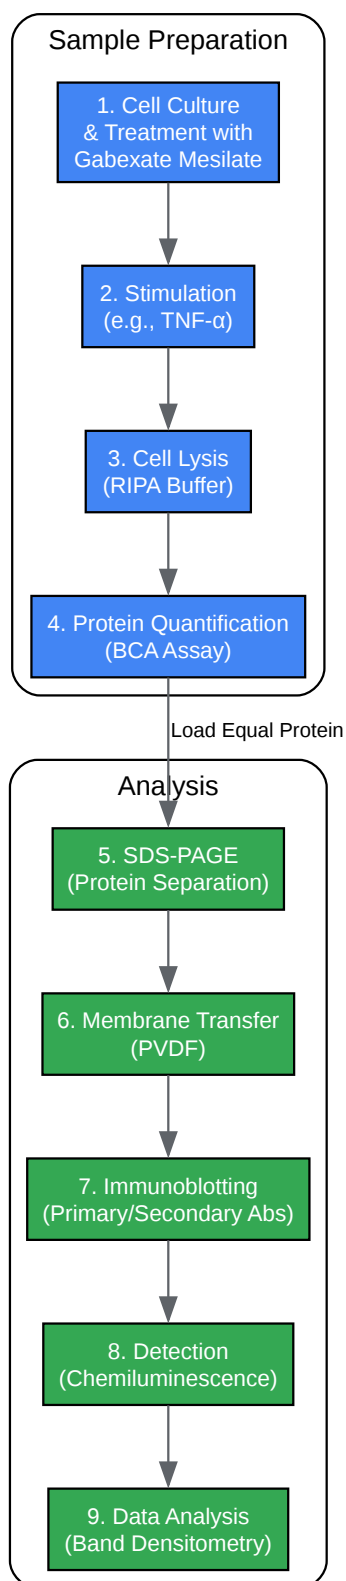 Sample Preparation
1. Cell Culture
& Treatment with
Gabexate Mesilate
2. Stimulation
(e.g., TNF-α)
3. Cell Lysis
(RIPA Buffer)
4. Protein Quantification
(BCA Assay)
Load Equal Protein
Analysis
5. SDS-PAGE
(Protein Separation)
6. Membrane Transfer
(PVDF)
7. Immunoblotting
(Primary/Secondary Abs)
8. Detection
(Chemiluminescence)
9. Data Analysis
(Band Densitometry)